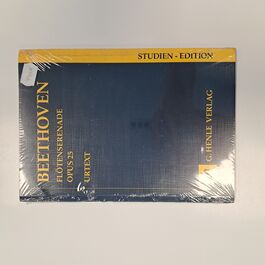 STUDIEN - EDITION
BEETHOVEN
FLÖTENSERENADE
OPUS 25
URTEXT
G. HENLE VERLAG